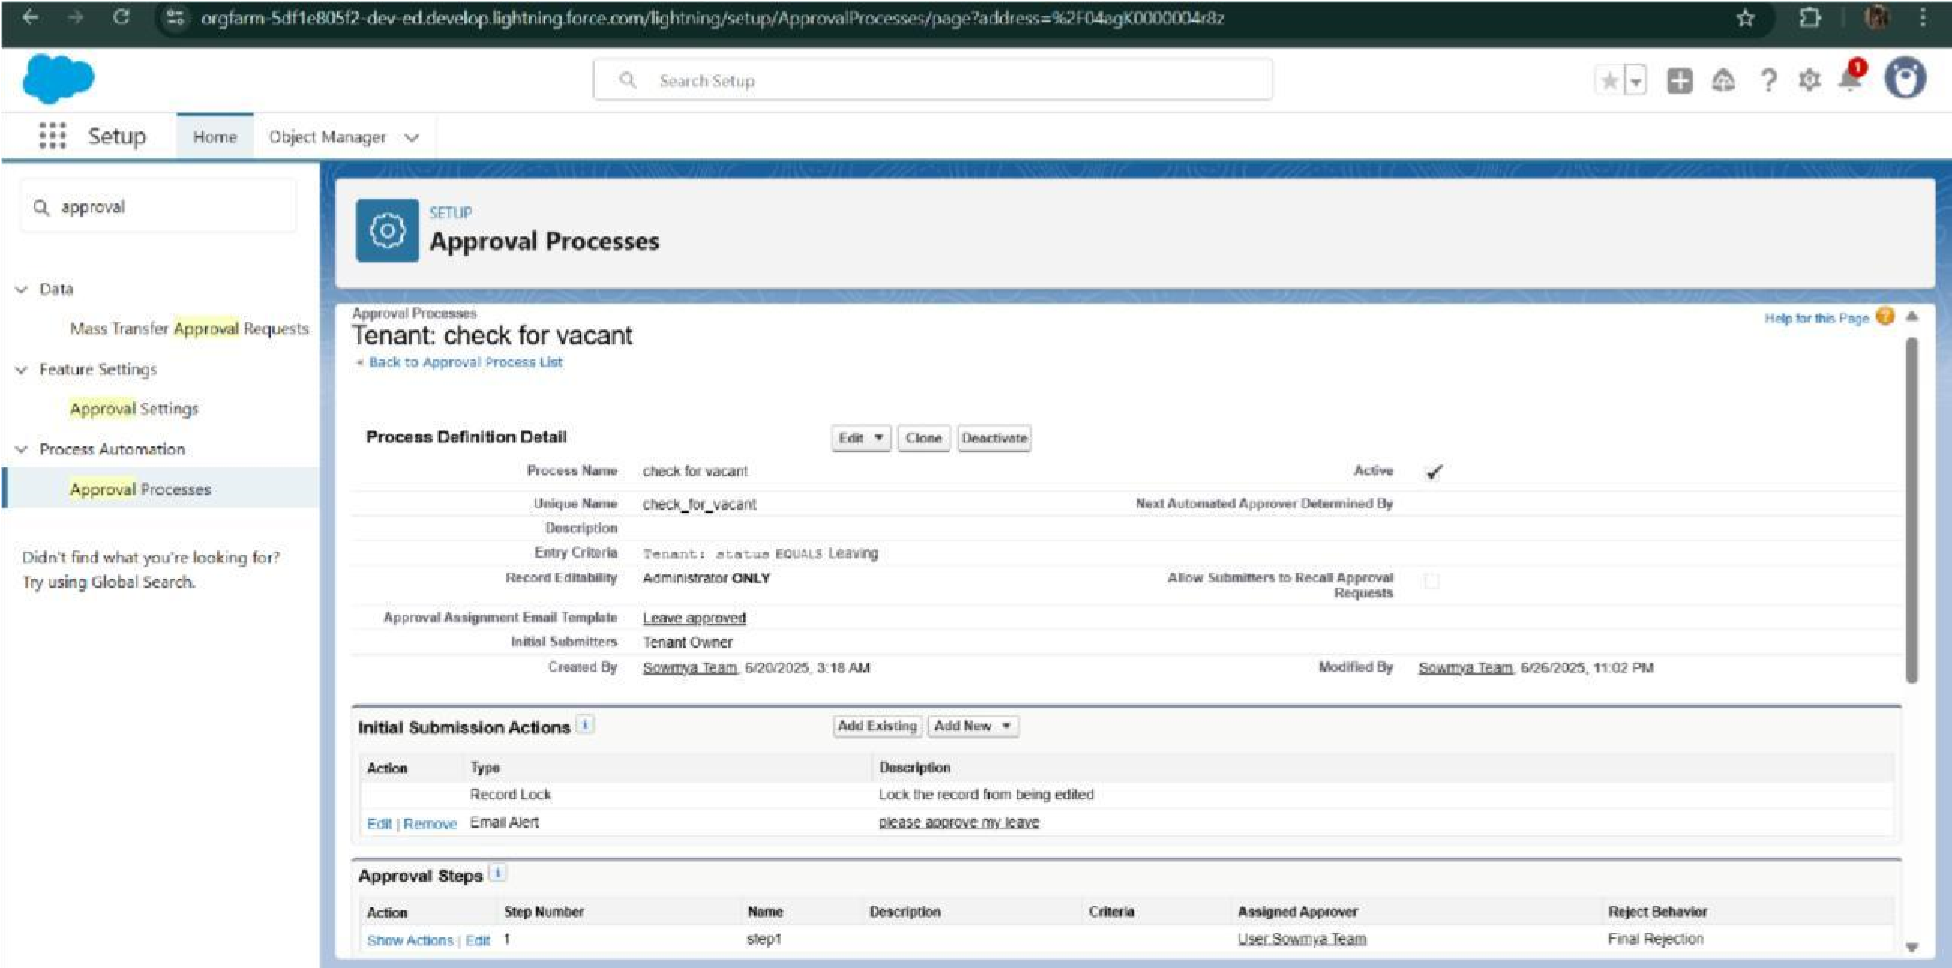 orgfarm-5df1e805f2-dev-ed.develop.lightning.force.com/lightning/setup/ApprovalProcesses/page?address=%2F04agK0000004r8z
Search Setup
1
Setup
Home
Object Manager
approval
Data
Mass Transfer Approval Requests
Feature Settings
Approval Settings
Process Automation
Approval Processes
Didn't find what you're looking for?
Try using Global Search.
SETUP
Approval Processes
Approval Processes
Tenant: check for vacant
« Back to Approval Process List
Help for this Page ?
Process Definition Detail
Edit Clone Deactivate
Process Name check for vacant Active
Unique Name check_for_vacant Next Automated Approver Determined By
Description
Entry Criteria Tenant: status EQUALS Leaving
Record Editability Administrator ONLY Allow Submitters to Recall Approval Requests
Approval Assignment Email Template Leave approved
Initial Submitters Tenant Owner
Created By Sowmya Team, 6/20/2025, 3:18 AM Modified By Sowmya Team, 6/26/2025, 11:02 PM
Initial Submission Actions i Add Existing Add New
Action Type Description
Record Lock Lock the record from being edited
Edit | Remove Email Alert please approve my leave
Approval Steps i
Action Step Number Name Description Criteria Assigned Approver Reject Behavior
Show Actions | Edit 1 step1 User:Sowmya Team Final Rejection